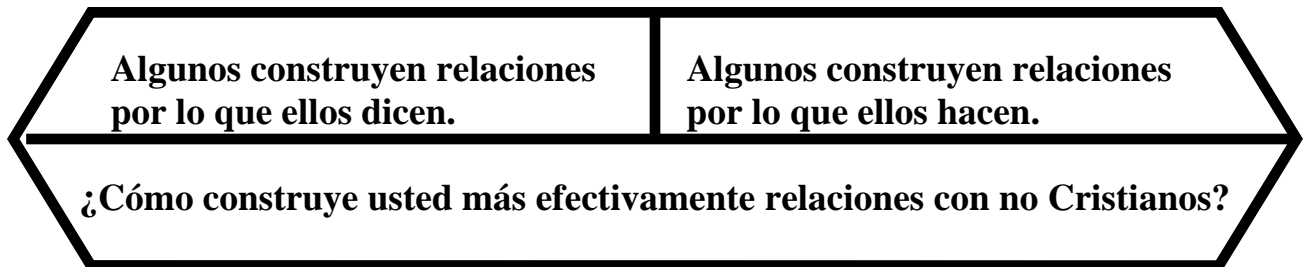 Algunos construyen relaciones
por lo que ellos dicen.
Algunos construyen relaciones
por lo que ellos hacen.
¿Cómo construye usted más efectivamente relaciones con no Cristianos?